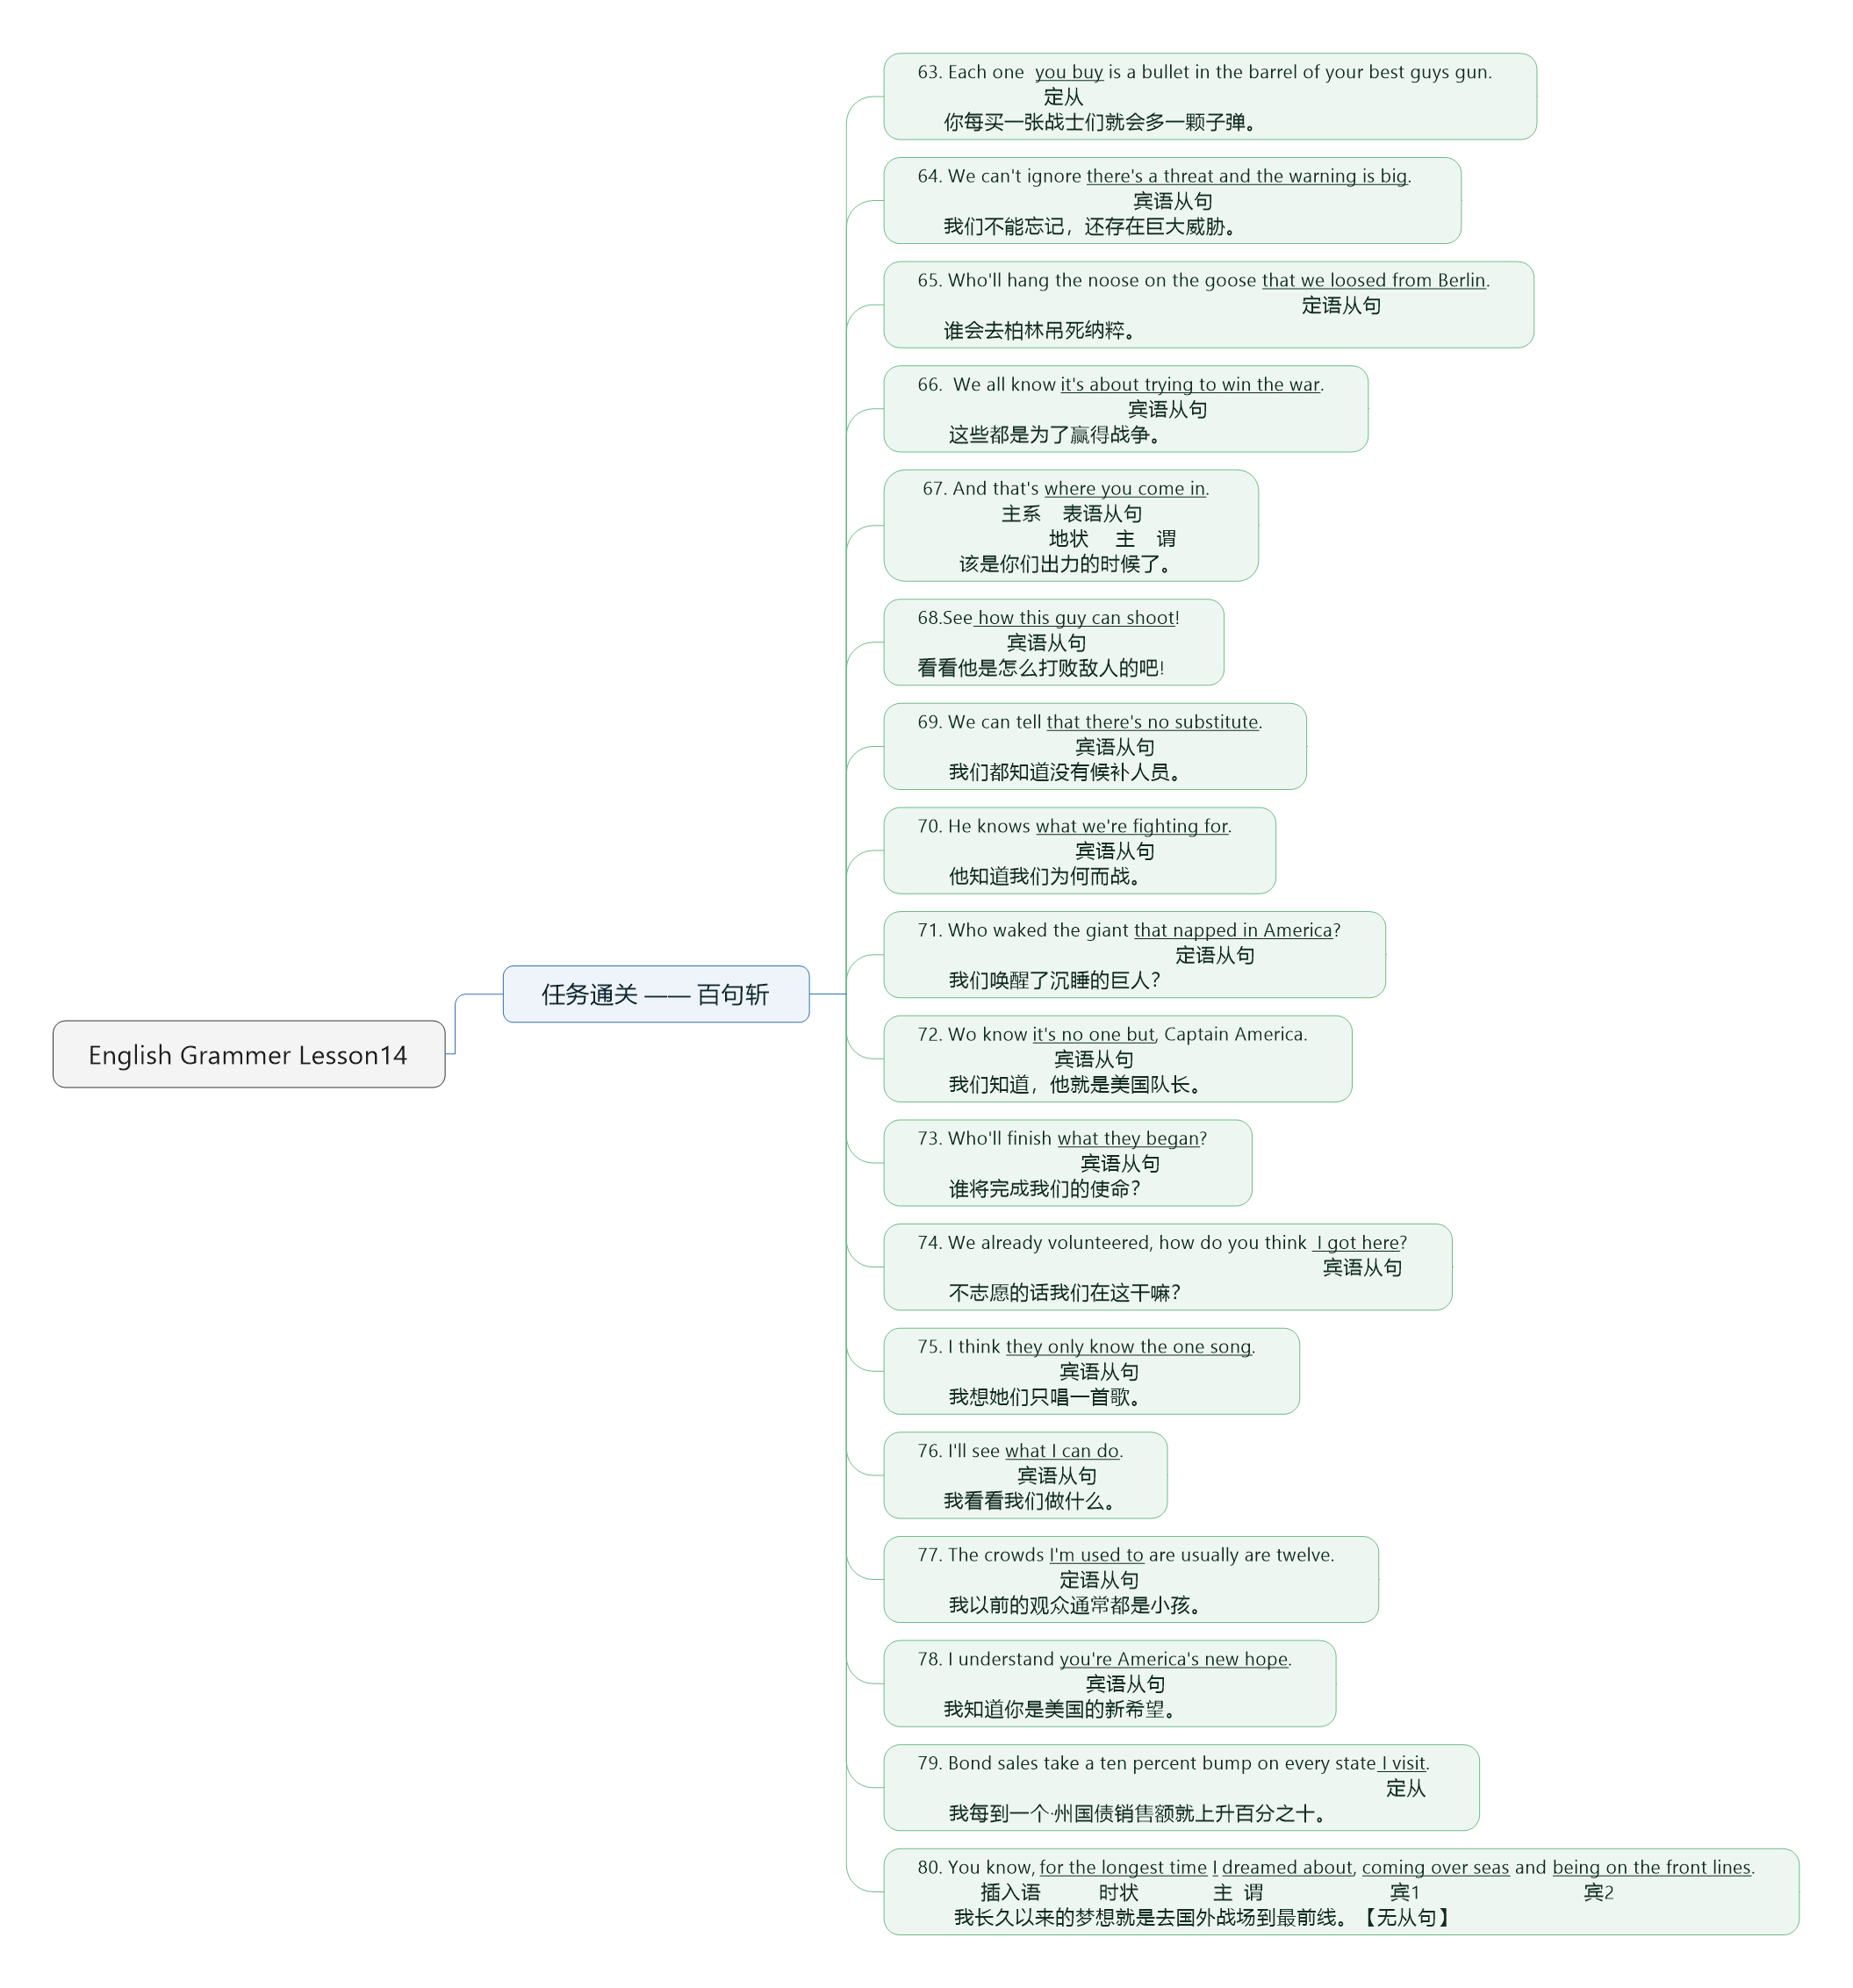 English Grammer Lesson14
任务通关 —— 百句斩
63. Each one  you buy is a bullet in the barrel of your best guys gun.
定从
你每买一张战士们就会多一颗子弹。
64. We can't ignore there's a threat and the warning is big.
宾语从句
我们不能忘记，还存在巨大威胁。
65. Who'll hang the noose on the goose that we loosed from Berlin.
定语从句
谁会去柏林吊死纳粹。
66.  We all know it's about trying to win the war.
宾语从句
这些都是为了赢得战争。
67. And that's where you come in.
主系    表语从句
地状     主    谓
该是你们出力的时候了。
68.See how this guy can shoot!
宾语从句
看看他是怎么打败敌人的吧!
69. We can tell that there's no substitute.
宾语从句
我们都知道没有候补人员。
70. He knows what we're fighting for.
宾语从句
他知道我们为何而战。
71. Who waked the giant that napped in America?
定语从句
我们唤醒了沉睡的巨人？
72. Wo know it's no one but, Captain America.
宾语从句
我们知道，他就是美国队长。
73. Who'll finish what they began?
宾语从句
谁将完成我们的使命？
74. We already volunteered, how do you think  I got here?
宾语从句
不志愿的话我们在这干嘛？
75. I think they only know the one song.
宾语从句
我想她们只唱一首歌。
76. I'll see what I can do.
宾语从句
我看看我们做什么。
77. The crowds I'm used to are usually are twelve.
定语从句
我以前的观众通常都是小孩。
78. I understand you're America's new hope.
宾语从句
我知道你是美国的新希望。
79. Bond sales take a ten percent bump on every state I visit.
定从
我每到一个·州国债销售额就上升百分之十。
80. You know, for the longest time I dreamed about, coming over seas and being on the front lines.
插入语    时状    主  谓    宾1    宾2
我长久以来的梦想就是去国外战场到最前线。【无从句】